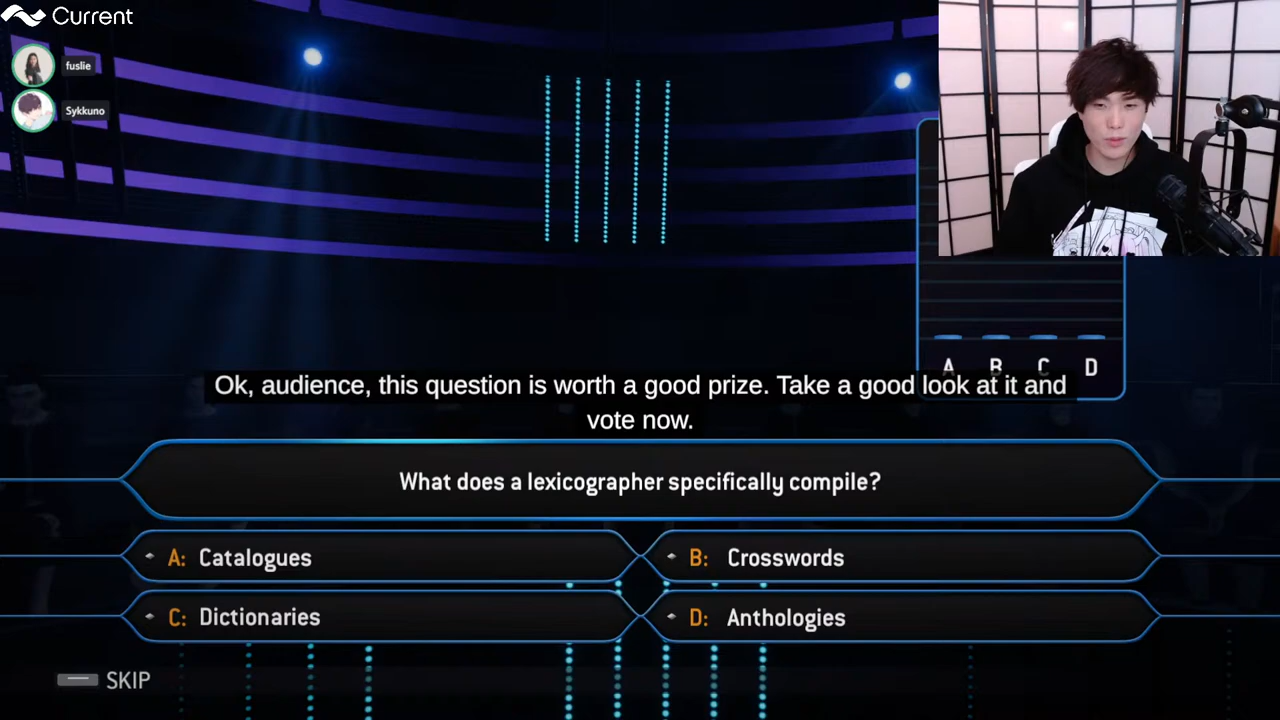 Current
fuslie
Sykkuno
A B C D
Ok, audience, this question is worth a good prize. Take a good look at it and
vote now.
What does a lexicographer specifically compile?
A: Catalogues
B: Crosswords
C: Dictionaries
D: Anthologies
SKIP